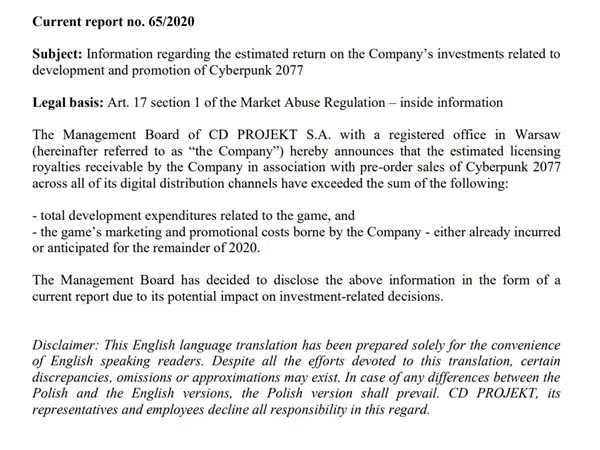 Current report no. 65/2020
Subject: Information regarding the estimated return on the Company’s investments related to
development and promotion of Cyberpunk 2077
Legal basis: Art. 17 section 1 of the Market Abuse Regulation – inside information
The Management Board of CD PROJEKT S.A. with a registered office in Warsaw
(hereinafter referred to as “the Company”) hereby announces that the estimated licensing
royalties receivable by the Company in association with pre-order sales of Cyberpunk 2077
across all of its digital distribution channels have exceeded the sum of the following:
- total development expenditures related to the game, and
- the game’s marketing and promotional costs borne by the Company - either already incurred
or anticipated for the remainder of 2020.
The Management Board has decided to disclose the above information in the form of a
current report due to its potential impact on investment-related decisions.
Disclaimer: This English language translation has been prepared solely for the convenience
of English speaking readers. Despite all the efforts devoted to this translation, certain
discrepancies, omissions or approximations may exist. In case of any differences between the
Polish and the English versions, the Polish version shall prevail. CD PROJEKT, its
representatives and employees decline all responsibility in this regard.